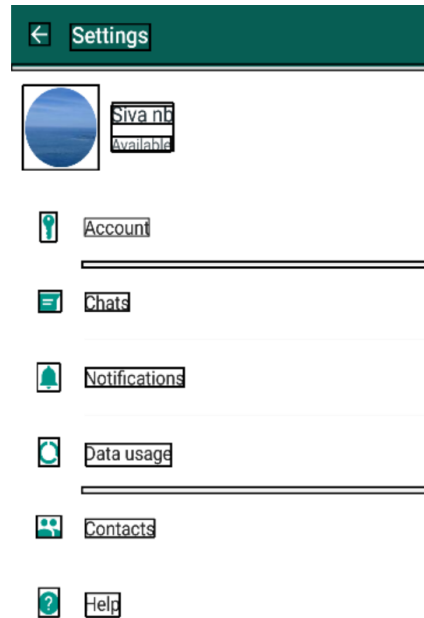 Settings
Siva nb
Available
Account
Chats
Notifications
Data usage
Contacts
Help